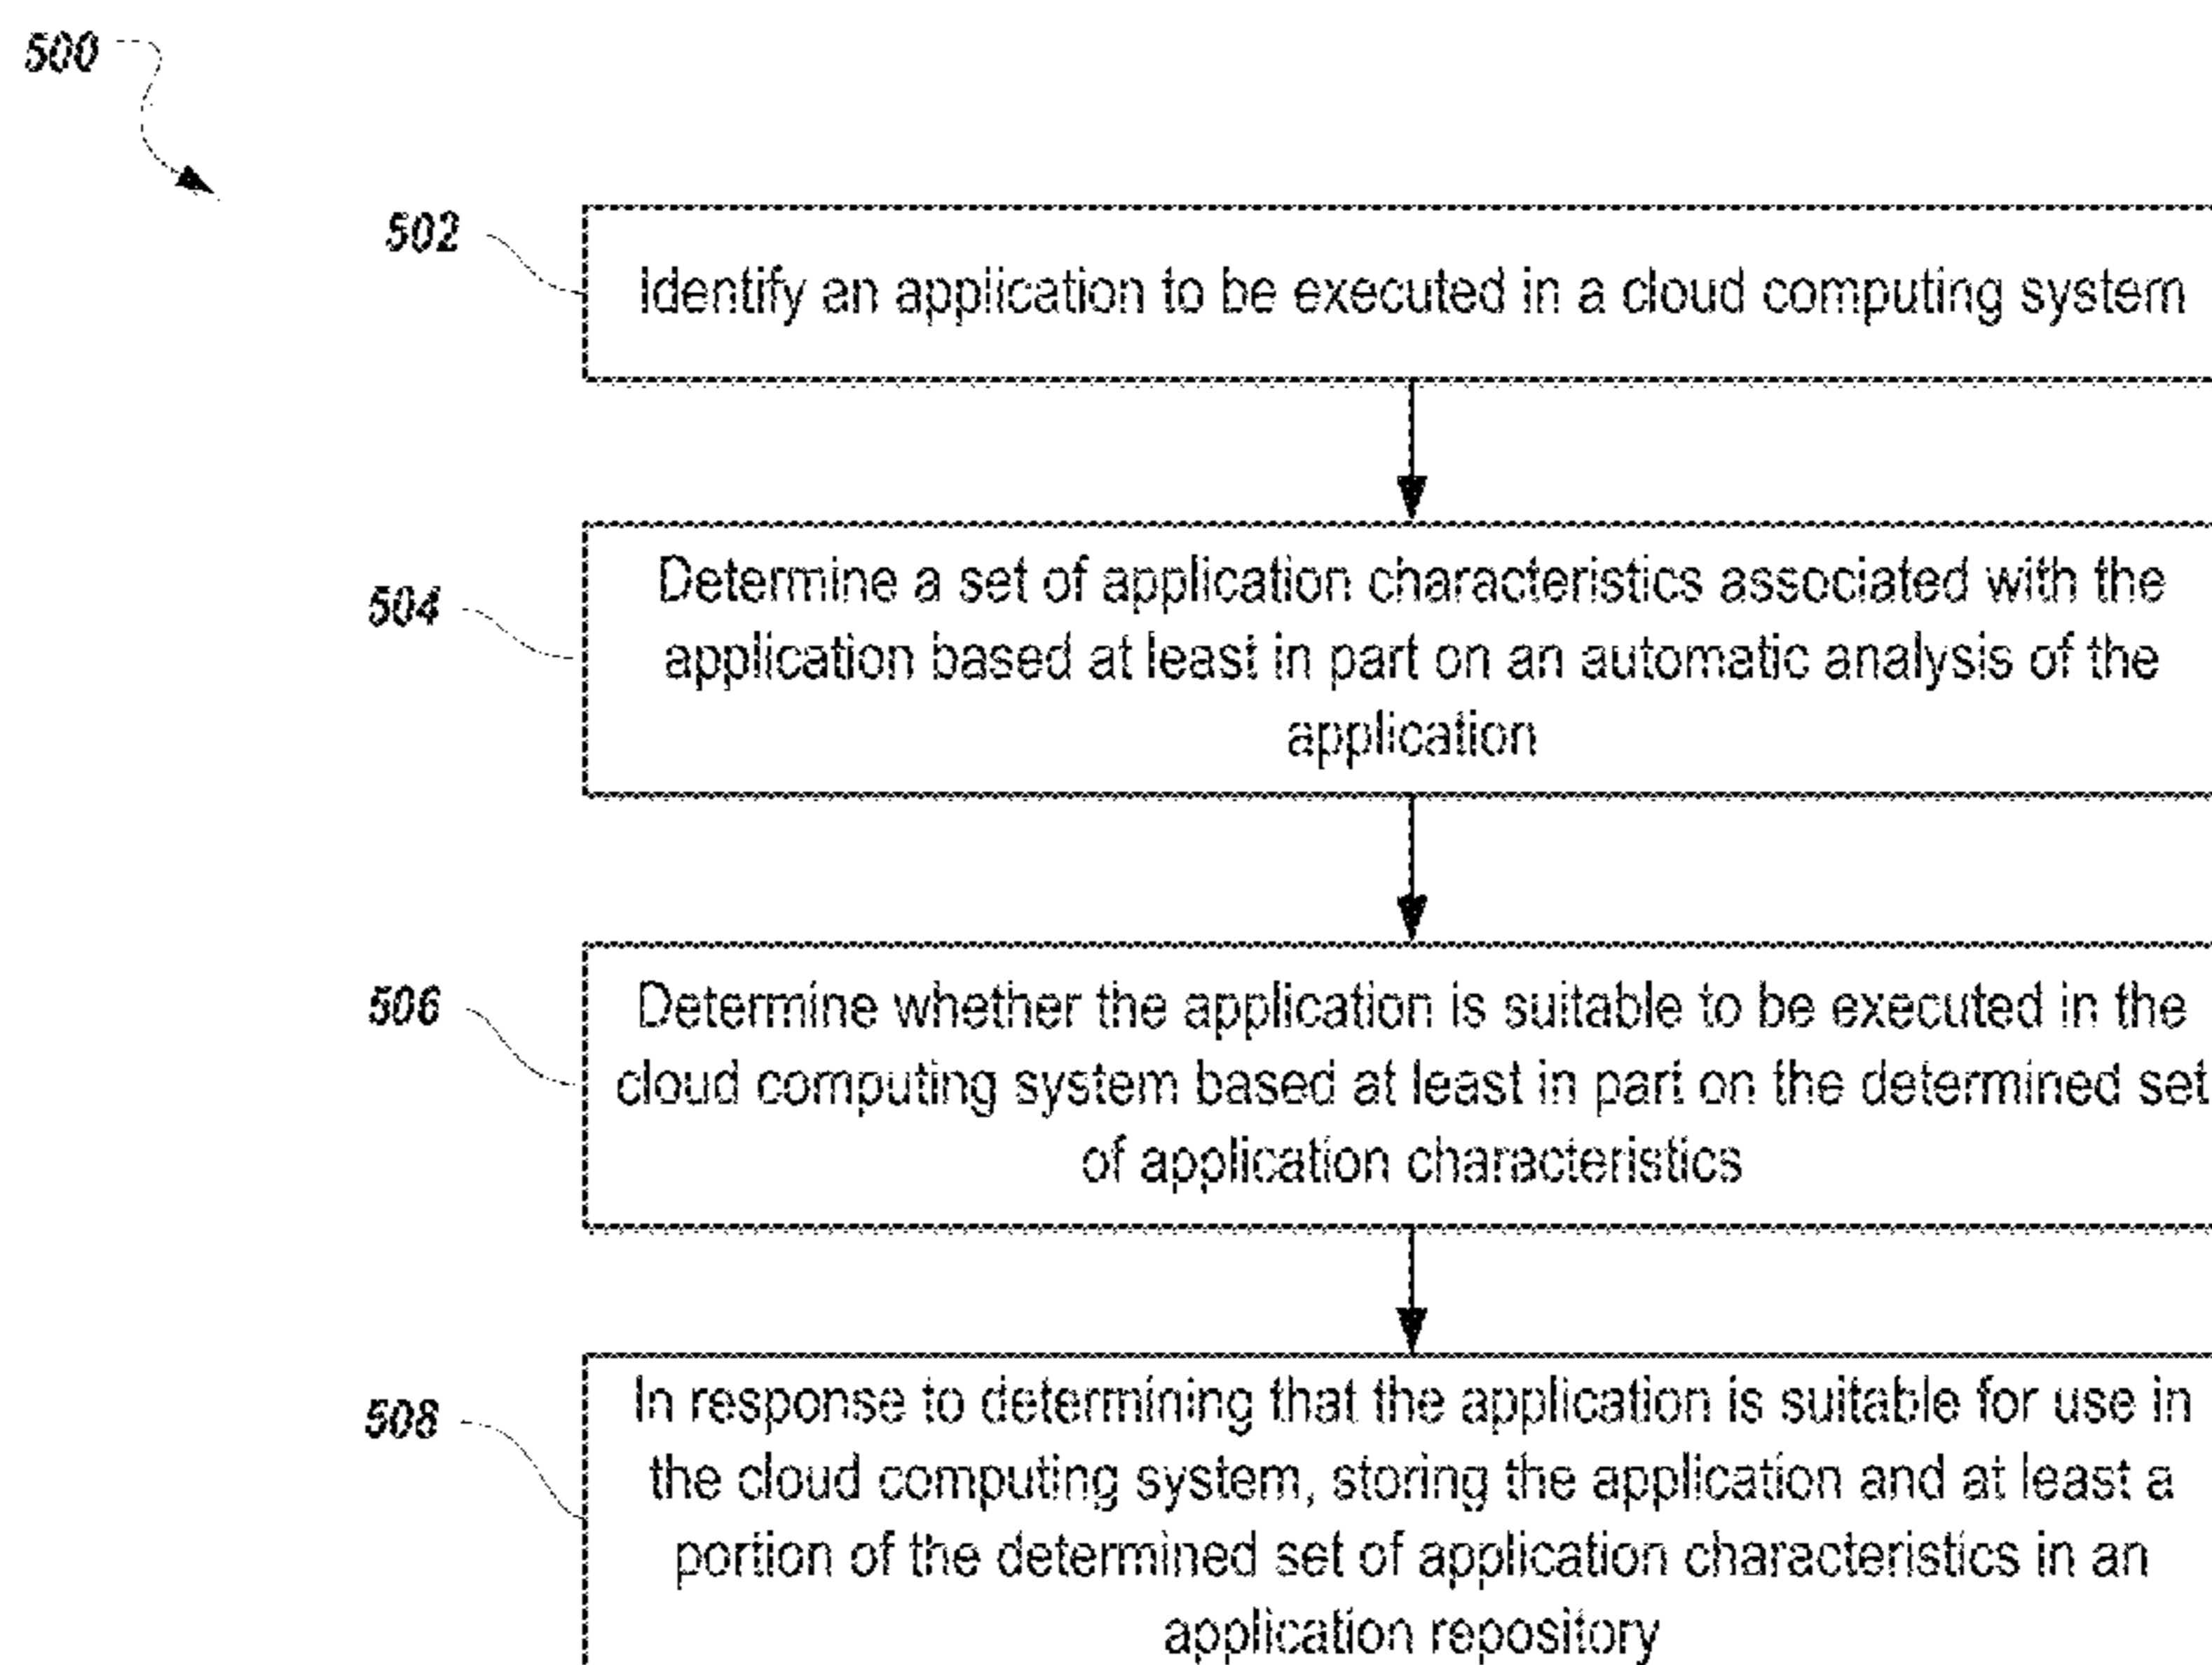 500
502
Identify an application to be executed in a cloud computing system
504
Determine a set of application characteristics associated with the
application based at least in part on an automatic analysis of the
application
506
Determine whether the application is suitable to be executed in the
cloud computing system based at least in part on the determined set
of application characteristics
508
In response to determining that the application is suitable for use in
the cloud computing system, storing the application and at least a
portion of the determined set of application characteristics in an
application repository